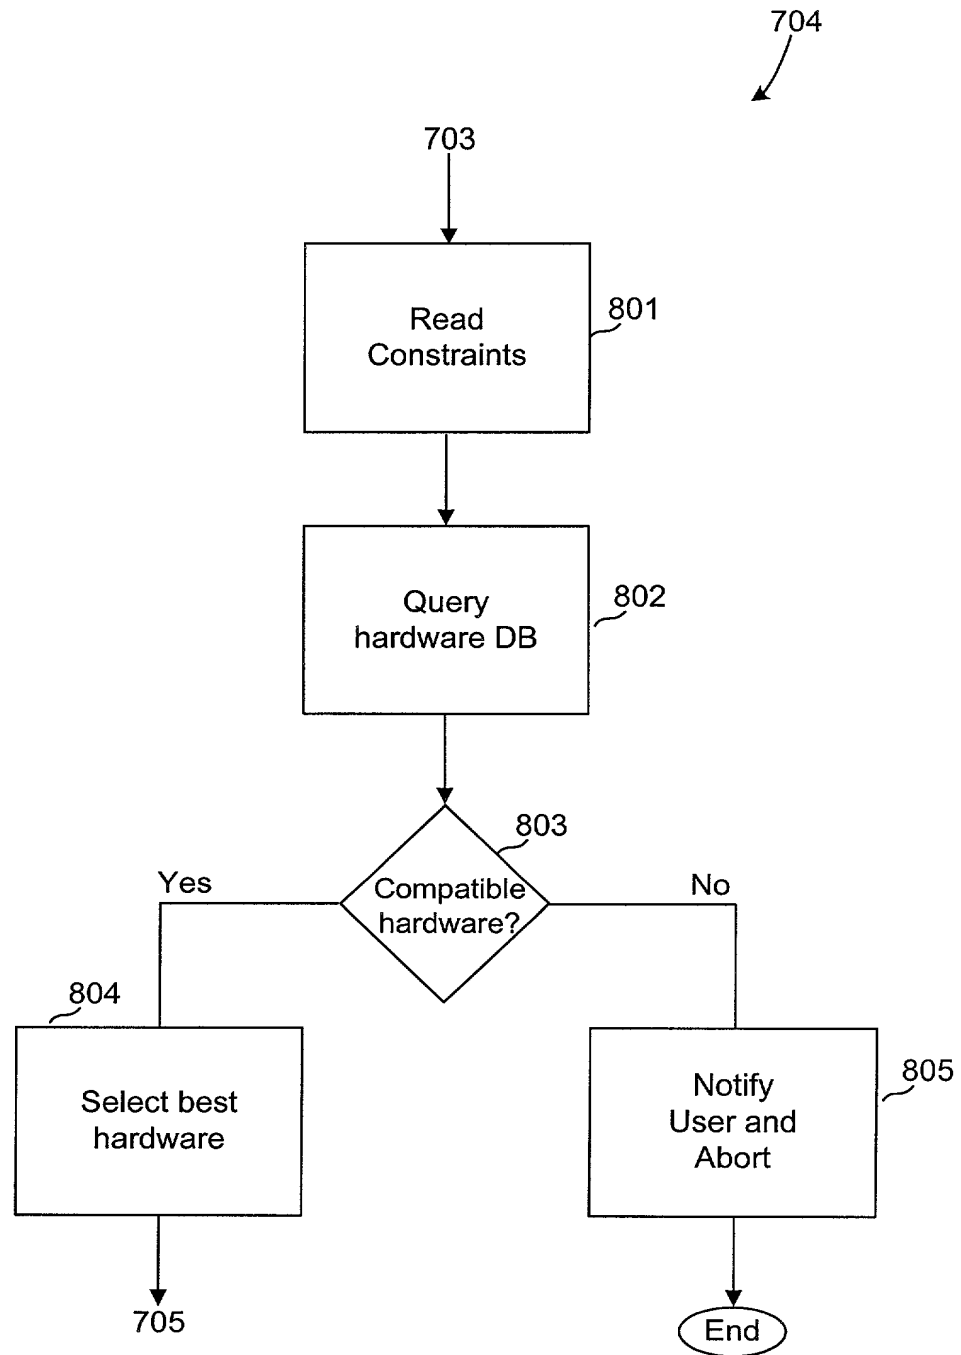 704
703
Read
Constraints
801
Query
hardware DB
802
803
Compatible
hardware?
Yes
No
804
Select best
hardware
805
Notify
User and
Abort
705
End